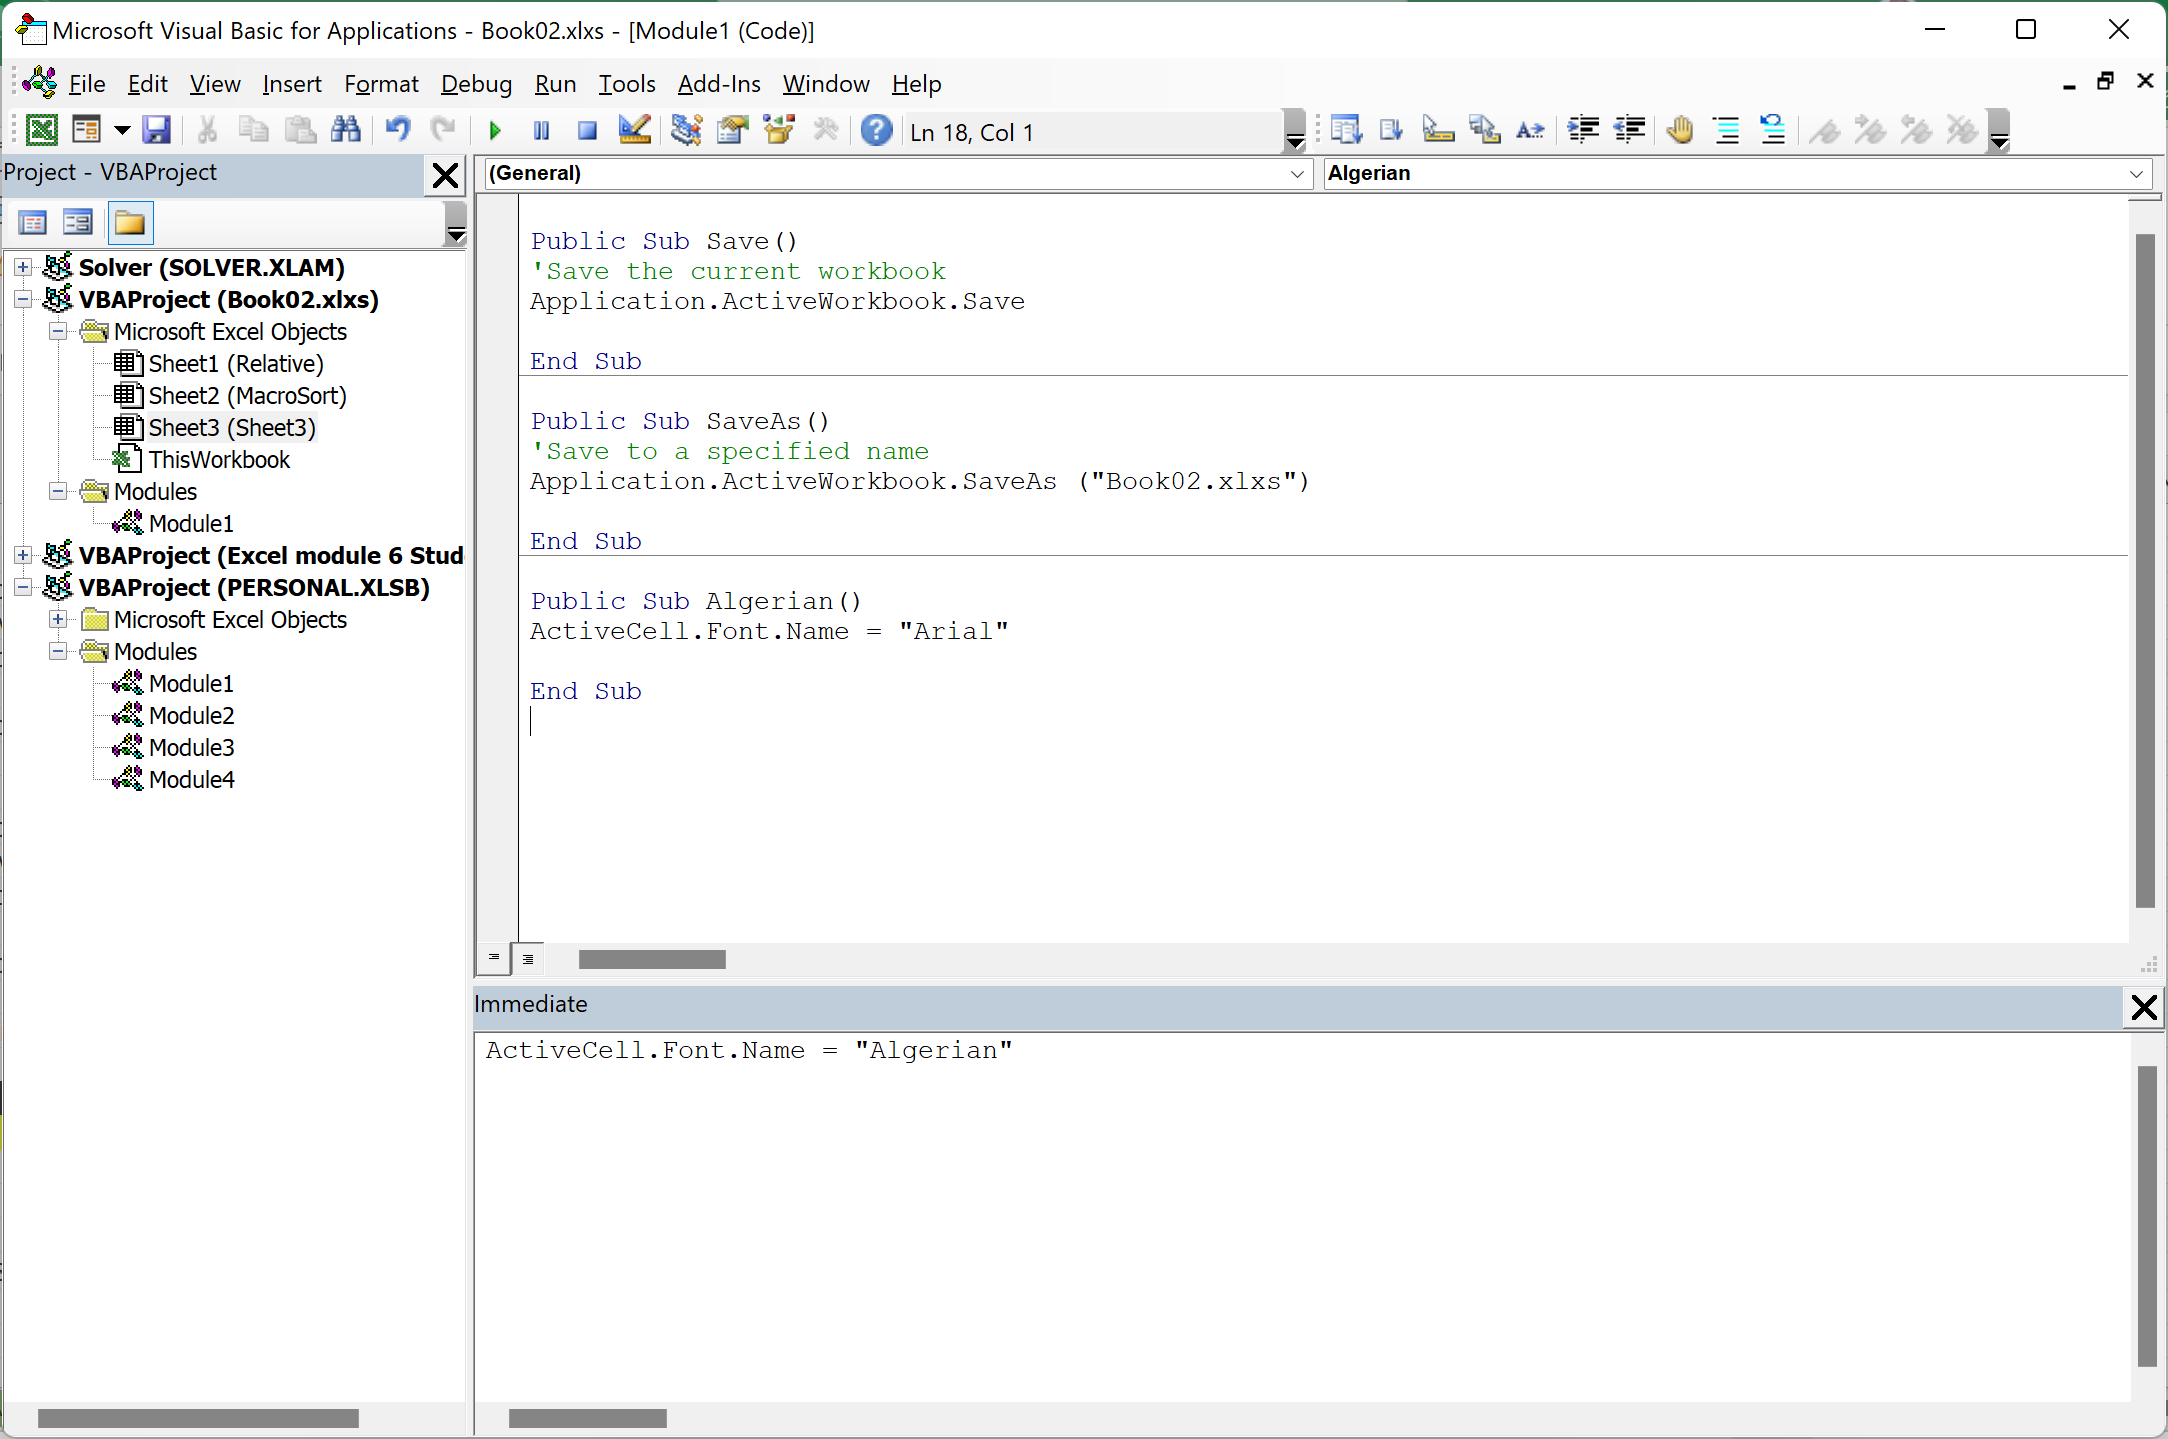 Microsoft Visual Basic for Applications - Book02.xlxs - [Module1 (Code)]
File Edit View Insert Format Debug Run Tools Add-Ins Window Help
Ln 18, Col 1
Project - VBAProject
Solver (SOLVER.XLAM)
VBAProject (Book02.xlxs)
Microsoft Excel Objects
Sheet1 (Relative)
Sheet2 (MacroSort)
Sheet3 (Sheet3)
ThisWorkbook
Modules
Module1
VBAProject (Excel module 6 Stud
VBAProject (PERSONAL.XLSB)
Microsoft Excel Objects
Modules
Module1
Module2
Module3
Module4
(General)
Algerian
Public Sub Save()
'Save the current workbook
Application.ActiveWorkbook.Save
End Sub
Public Sub SaveAs()
'Save to a specified name
Application.ActiveWorkbook.SaveAs ("Book02.xlxs")
End Sub
Public Sub Algerian()
ActiveCell.Font.Name = "Arial"
End Sub
Immediate
ActiveCell.Font.Name = "Algerian"